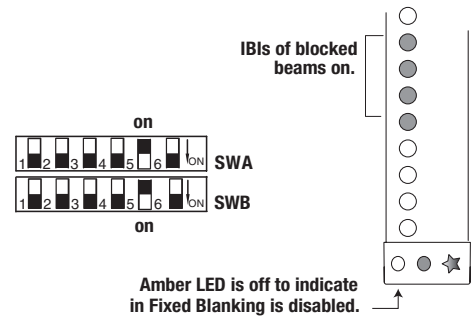 IBIs of blocked
beams on.
on
1 2 3 4 5 6 ON SWA
1 2 3 4 5 6 ON SWB
on
Amber LED is off to indicate
in Fixed Blanking is disabled.